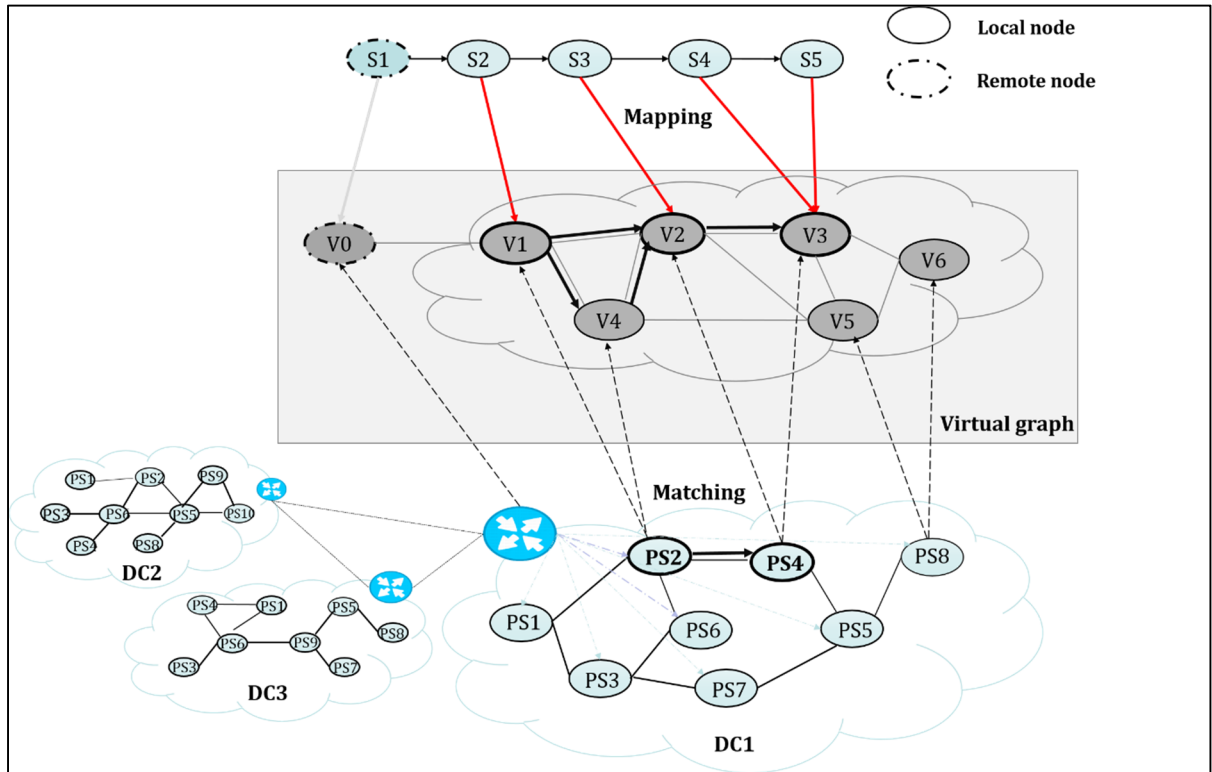 Local node
S1
S2
S3
S4
S5
Remote node
Mapping
V0
V1
V2
V3
V6
V4
V5
Virtual graph
Matching
PS1
PS2
PS9
PS3
PS6
PS5
PS10
PS4
PS8
DC2
PS2
PS4
PS8
PS4
PS1
PS5
PS6
PS9
PS8
PS3
PS7
DC3
PS1
PS6
PS5
PS3
PS7
DC1